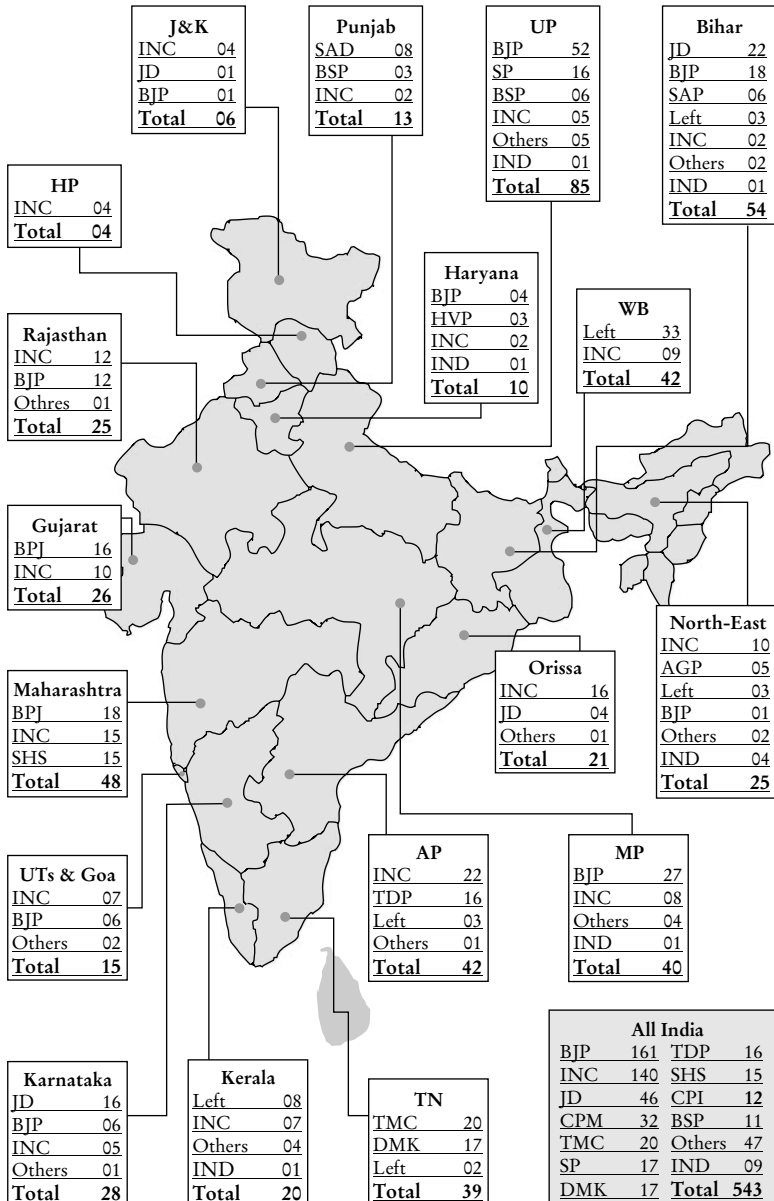 J&K
INC 04
JD 01
BJP 01
Total 06
Punjab
SAD 08
BSP 03
INC 02
Total 13
UP
BJP 52
SP 16
BSP 06
INC 05
Others 05
IND 01
Total 85
Bihar
JD 22
BJP 18
SAP 06
Left 03
INC 02
Others 02
IND 01
Total 54
HP
INC 04
Total 04
Haryana
BJP 04
HVP 03
INC 02
IND 01
Total 10
WB
Left 33
INC 09
Total 42
Rajasthan
INC 12
BJP 12
Othres 01
Total 25
Gujarat
BPJ 16
INC 10
Total 26
North-East
INC 10
AGP 05
Left 03
BJP 01
Others 02
IND 04
Total 25
Orissa
INC 16
JD 04
Others 01
Total 21
Maharashtra
BPJ 18
INC 15
SHS 15
Total 48
UTs & Goa
INC 07
BJP 06
Others 02
Total 15
AP
INC 22
TDP 16
Left 03
Others 01
Total 42
MP
BJP 27
INC 08
Others 04
IND 01
Total 40
Karnataka
JD 16
BJP 06
INC 05
Others 01
Total 28
Kerala
Left 08
INC 07
Others 04
IND 01
Total 20
TN
TMC 20
DMK 17
Left 02
Total 39
All India
BJP 161 TDP 16
INC 140 SHS 15
JD 46 CPI 12
CPM 32 BSP 11
TMC 20 Others 47
SP 17 IND 09
DMK 17 Total 543